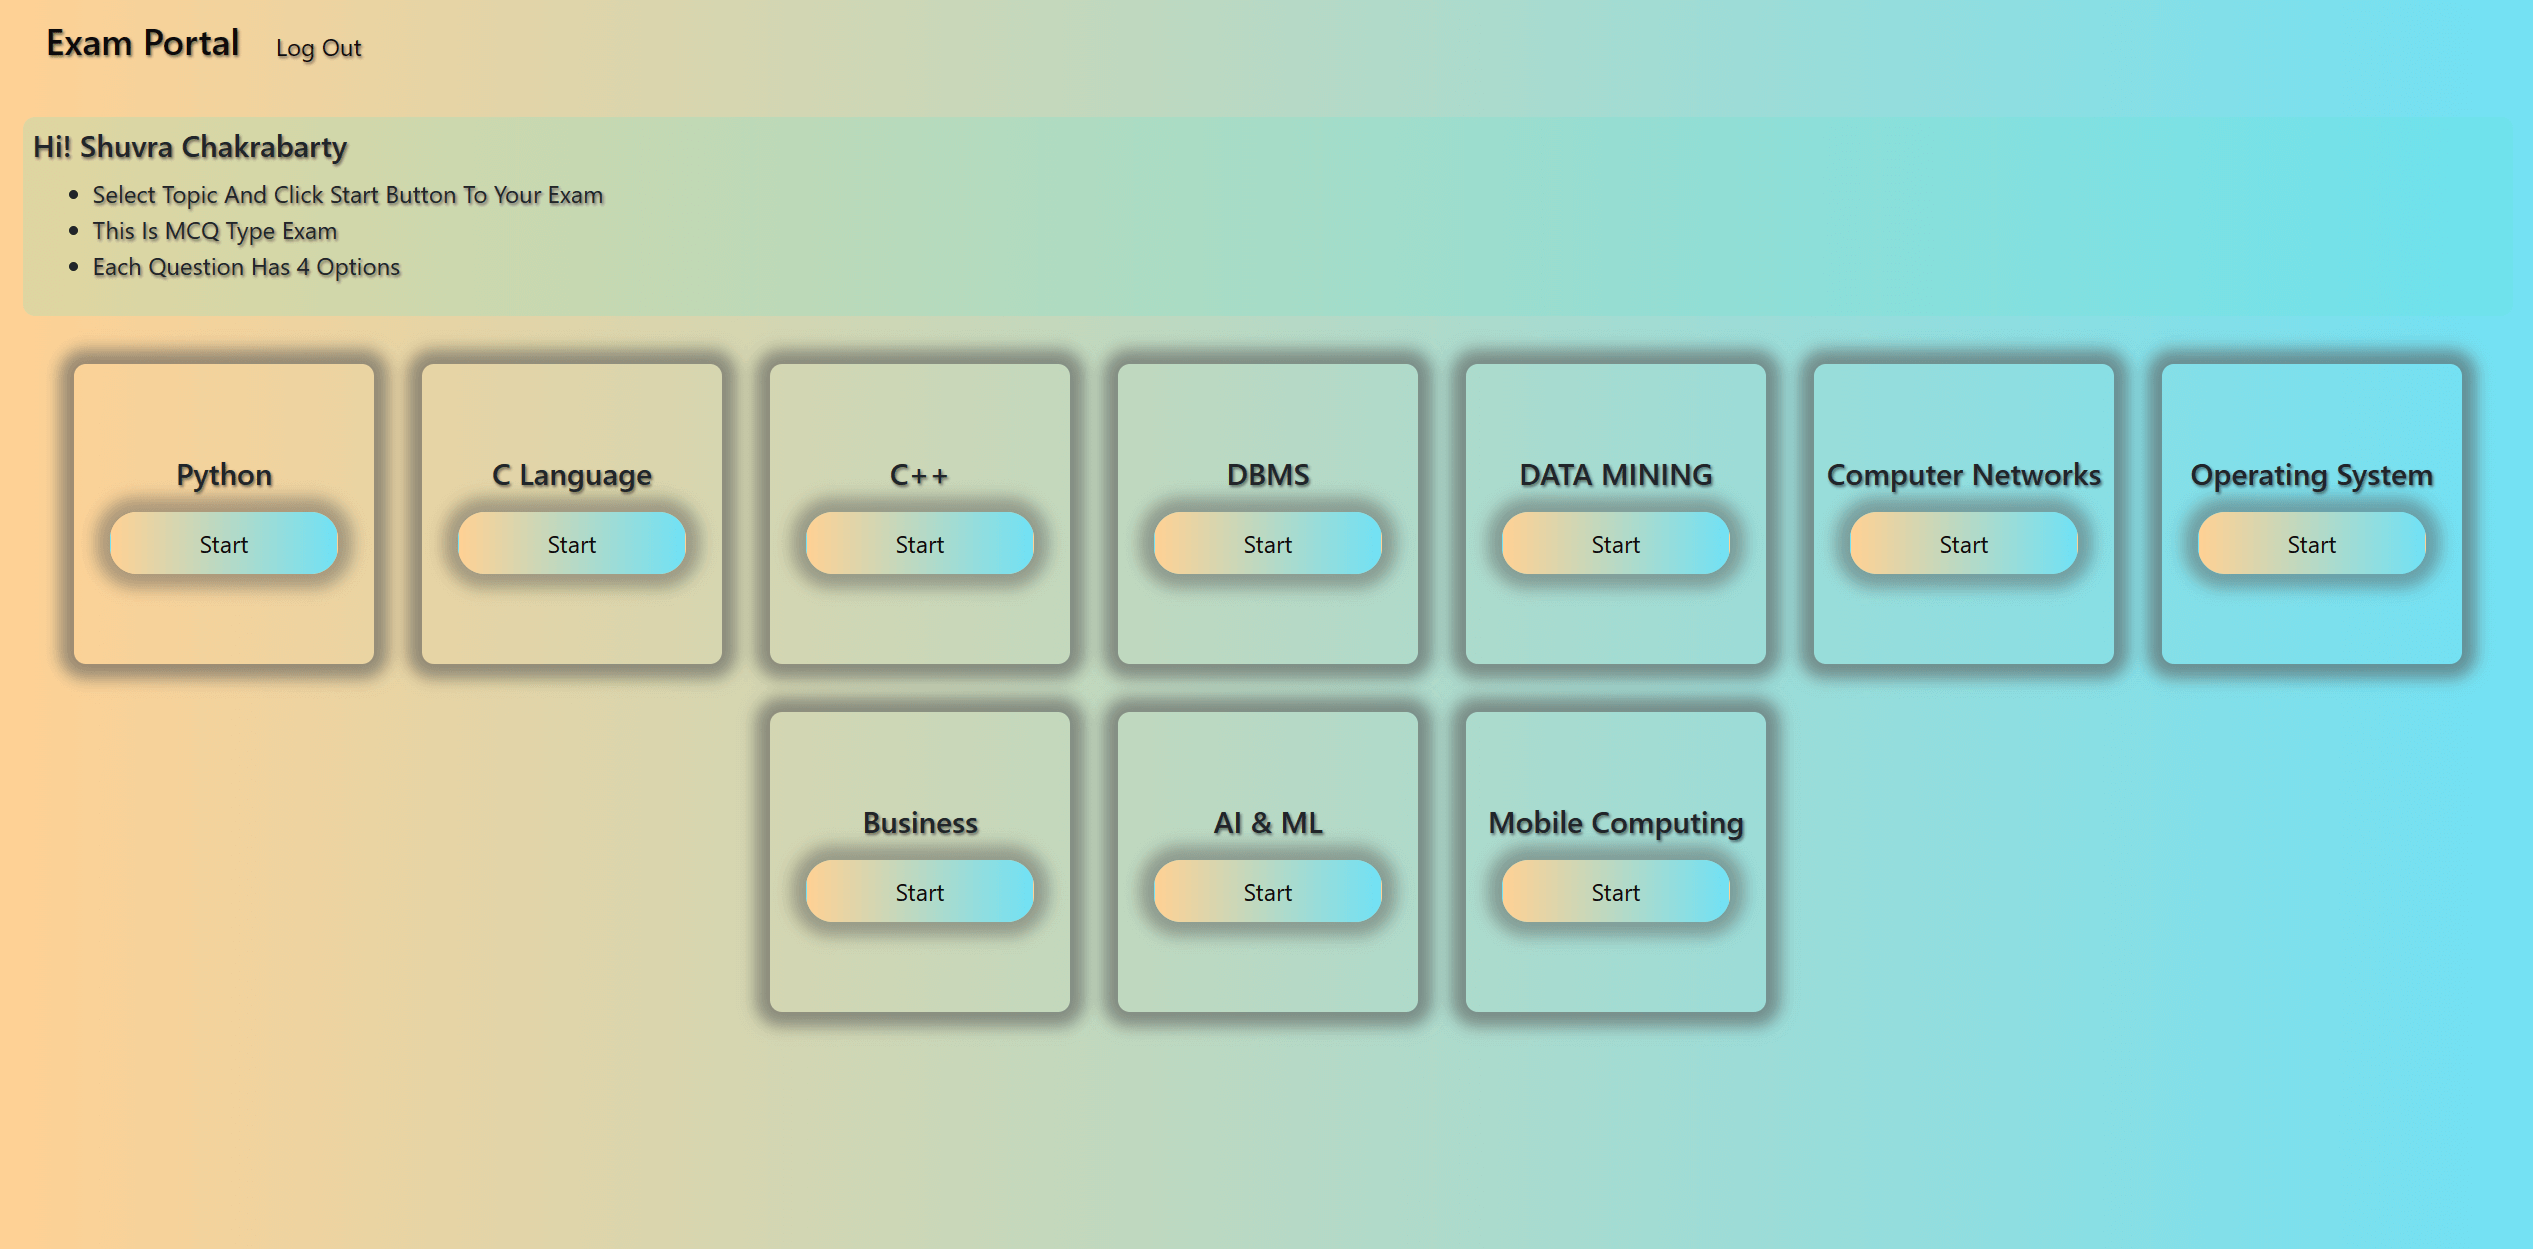 Exam Portal Log Out
Hi! Shuvra Chakrabarty
Select Topic And Click Start Button To Your Exam
This Is MCQ Type Exam
Each Question Has 4 Options
Python
Start
C Language
Start
C++
Start
DBMS
Start
DATA MINING
Start
Computer Networks
Start
Operating System
Start
Business
Start
AI & ML
Start
Mobile Computing
Start